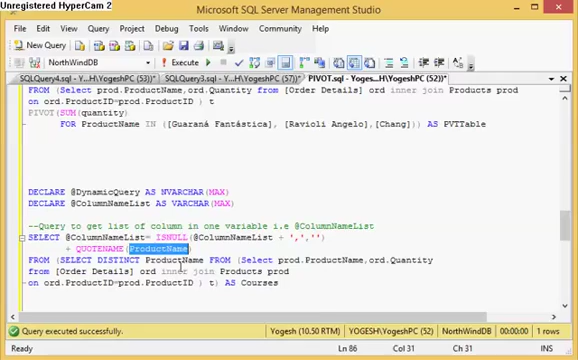 Unregistered HyperCam 2
Microsoft SQL Server Management Studio
File Edit View Query Project Debug Tools Window Community Help
New Query
NorthWindDB Execute
SQLQuery4.sql - Y...H\YogeshPC (53))* SQLQuery3.sql - Y...H\YogeshPC (57))* PIVOT.sql - Yoges...H\YogeshPC (52))*
FROM (Select prod.ProductName,ord.Quantity from [Order Details] ord inner join Products prod
on ord.ProductID=prod.ProductID ) t
PIVOT(SUM(quantity)
FOR ProductName IN ([Guaraná Fantástica], [Ravioli Angelo],[Chang])) AS PVTTable
DECLARE @DynamicQuery AS NVARCHAR(MAX)
DECLARE @ColumnNameList AS VARCHAR(MAX)
--Query to get list of column in one variable i.e @ColumnNameList
SELECT @ColumnNameList= ISNULL(@ColumnNameList + ',','')
+ QUOTENAME(ProductName)
FROM (SELECT DISTINCT ProductName FROM (Select prod.ProductName,ord.Quantity
from [Order Details] ord inner join Products prod
on ord.ProductID=prod.ProductID ) t) AS Courses
Query executed successfully. Yogesh (10.50 RTM) YOGESH\YogeshPC (52) NorthWindDB 00:00:00 1 rows
Ready Ln 86 Col 31 Ch 31 INS